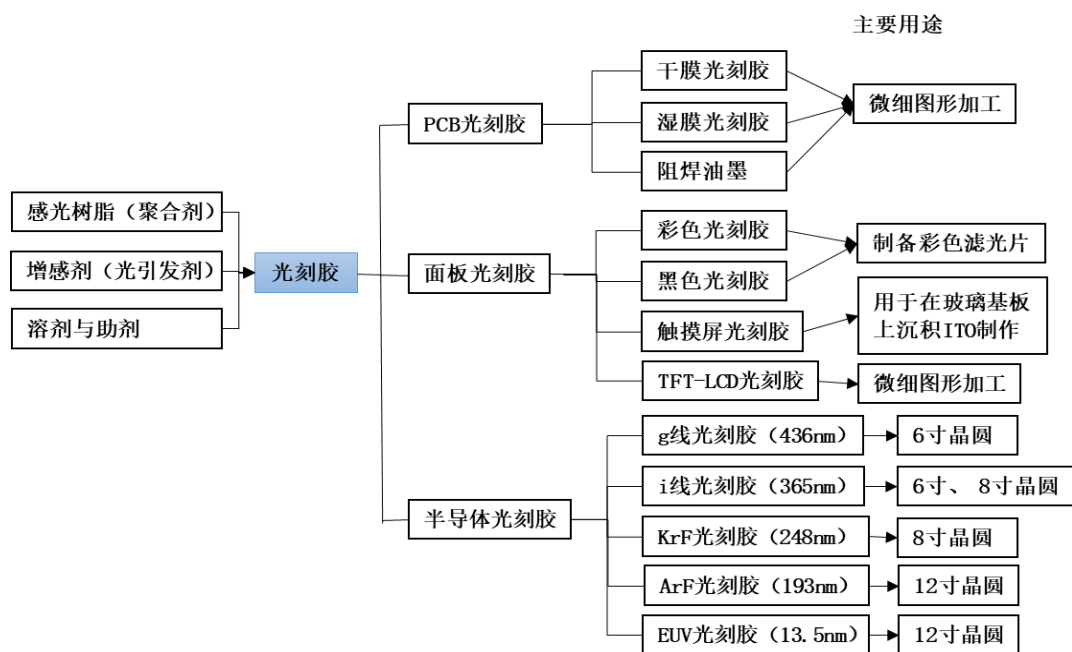 主要用途
干膜光刻胶
PCB光刻胶
湿膜光刻胶
微细图形加工
阻焊油墨
感光树脂（聚合剂）
增感剂（光引发剂）
溶剂与助剂
光刻胶
面板光刻胶
彩色光刻胶
黑色光刻胶
制备彩色滤光片
触摸屏光刻胶
用于在玻璃基板
上沉积ITO制作
TFT-LCD光刻胶
微细图形加工
半导体光刻胶
g线光刻胶（436nm）
6寸晶圆
i线光刻胶（365nm）
6寸、 8寸晶圆
KrF光刻胶（248nm）
8寸晶圆
ArF光刻胶（193nm）
12寸晶圆
EUV光刻胶（13.5nm）
12寸晶圆